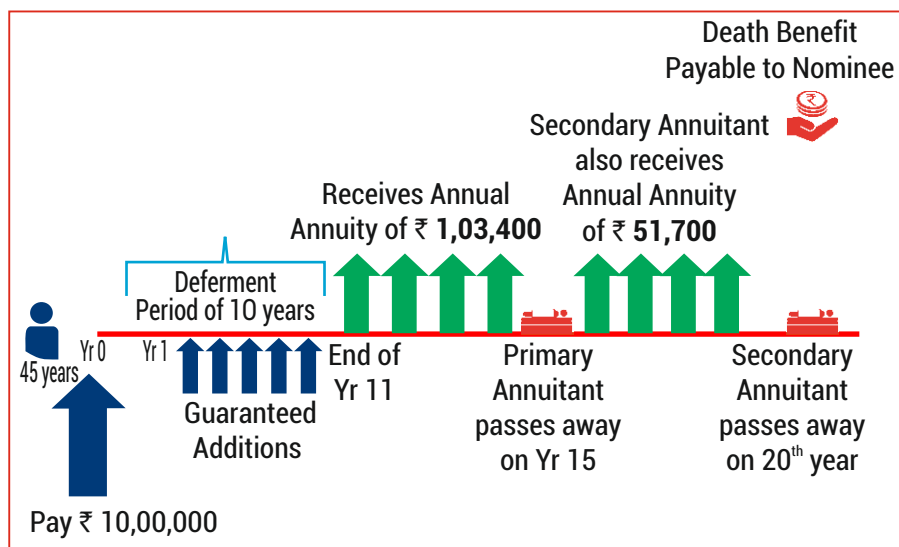 Death Benefit
Payable to Nominee
₹
Secondary Annuitant
also receives
Annual Annuity
of ₹ 51,700
Receives Annual
Annuity of ₹ 1,03,400
Deferment
Period of 10 years
45 years
Yr 0
Yr 1
Guaranteed
Additions
End of
Yr 11
Primary
Annuitant
passes away
on Yr 15
Secondary
Annuitant
passes away
on 20th year
Pay ₹ 10,00,000